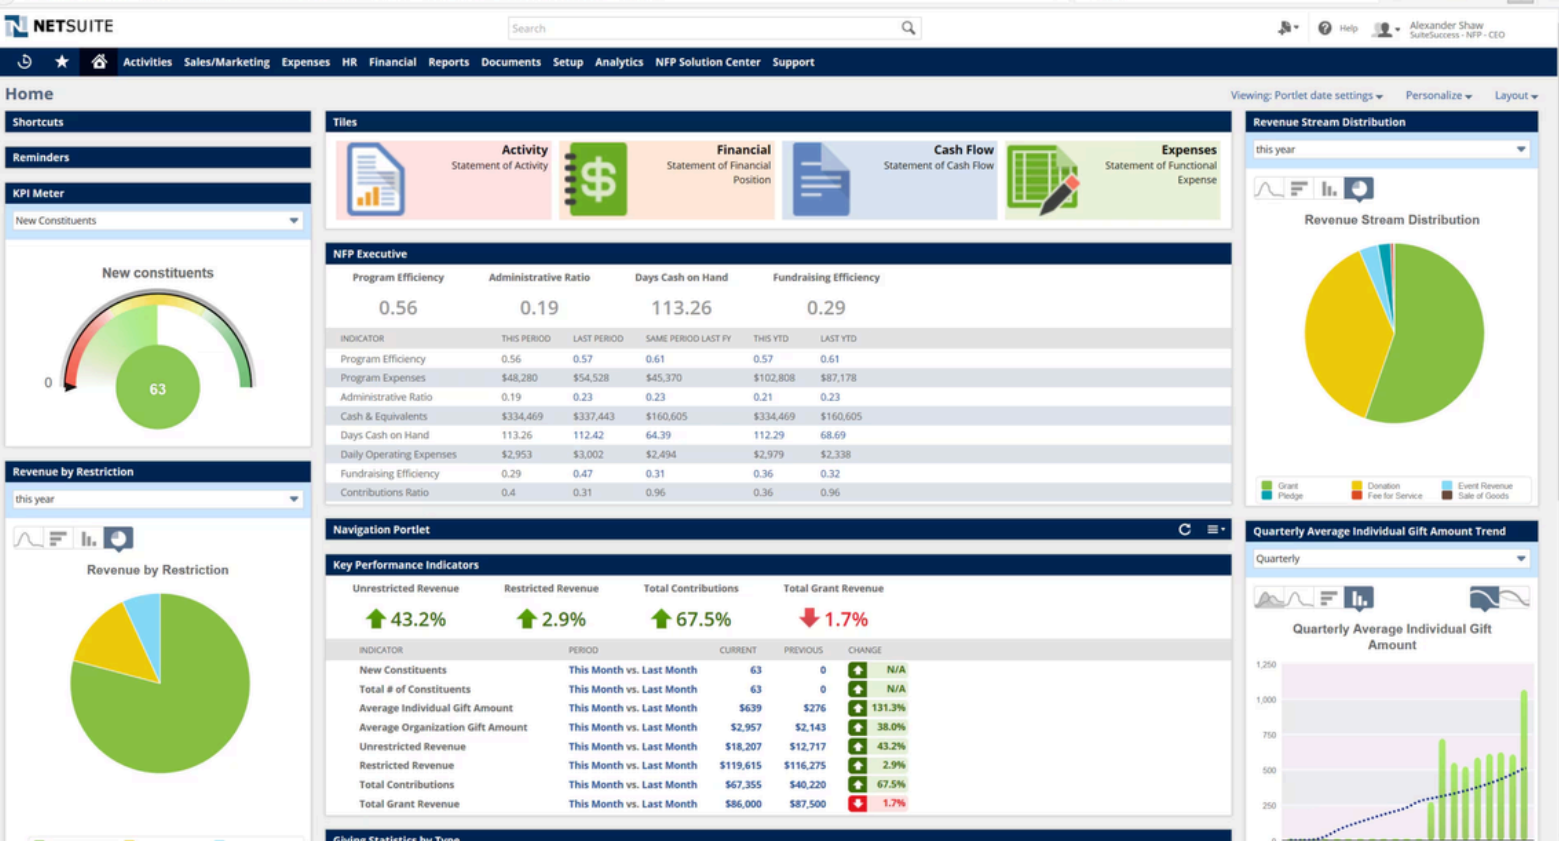 NETSUITE
Search
Help
Alexander Shaw
SuiteSuccess - NFP - CEO
Activities Sales/Marketing Expenses HR Financial Reports Documents Setup Analytics NFP Solution Center Support
Home
Viewing: Portlet date settings Personalize Layout
Shortcuts
Reminders
KPI Meter
New Constituents
New constituents
0
63
Revenue by Restriction
this year
Revenue by Restriction
Tiles
Activity
Statement of Activity
Financial
Statement of Financial
Position
Cash Flow
Statement of Cash Flow
Expenses
Statement of Functional
Expense
NFP Executive
Program Efficiency Administrative Ratio Days Cash on Hand Fundraising Efficiency
0.56 0.19 113.26 0.29
INDICATOR THIS PERIOD LAST PERIOD SAME PERIOD LAST FY THIS YTD LAST YTD
Program Efficiency 0.56 0.57 0.61 0.57 0.61
Program Expenses $48,280 $54,528 $45,370 $102,808 $87,178
Administrative Ratio 0.19 0.23 0.23 0.21 0.23
Cash & Equivalents $334,469 $337,443 $160,605 $334,469 $160,605
Days Cash on Hand 113.26 112.42 64.39 112.29 68.69
Daily Operating Expenses $2,953 $3,002 $2,494 $2,979 $2,338
Fundraising Efficiency 0.29 0.47 0.31 0.36 0.32
Contributions Ratio 0.4 0.31 0.96 0.36 0.96
Navigation Portlet
Key Performance Indicators
Unrestricted Revenue Restricted Revenue Total Contributions Total Grant Revenue
43.2% 2.9% 67.5% 1.7%
INDICATOR PERIOD CURRENT PREVIOUS CHANGE
New Constituents This Month vs. Last Month 63 0 N/A
Total # of Constituents This Month vs. Last Month 63 0 N/A
Average Individual Gift Amount This Month vs. Last Month $639 $276 131.3%
Average Organization Gift Amount This Month vs. Last Month $2,957 $2,143 38.0%
Unrestricted Revenue This Month vs. Last Month $18,207 $12,717 43.2%
Restricted Revenue This Month vs. Last Month $119,615 $116,275 2.9%
Total Contributions This Month vs. Last Month $67,355 $40,220 67.5%
Total Grant Revenue This Month vs. Last Month $86,000 $87,500 1.7%
Giving Statistics by Type
Revenue Stream Distribution
this year
Revenue Stream Distribution
Grant Donation Event Revenue
Pledge Fee for Service Sale of Goods
Quarterly Average Individual Gift Amount Trend
Quarterly
Quarterly Average Individual Gift
Amount
1,250
1,000
750
500
250
0